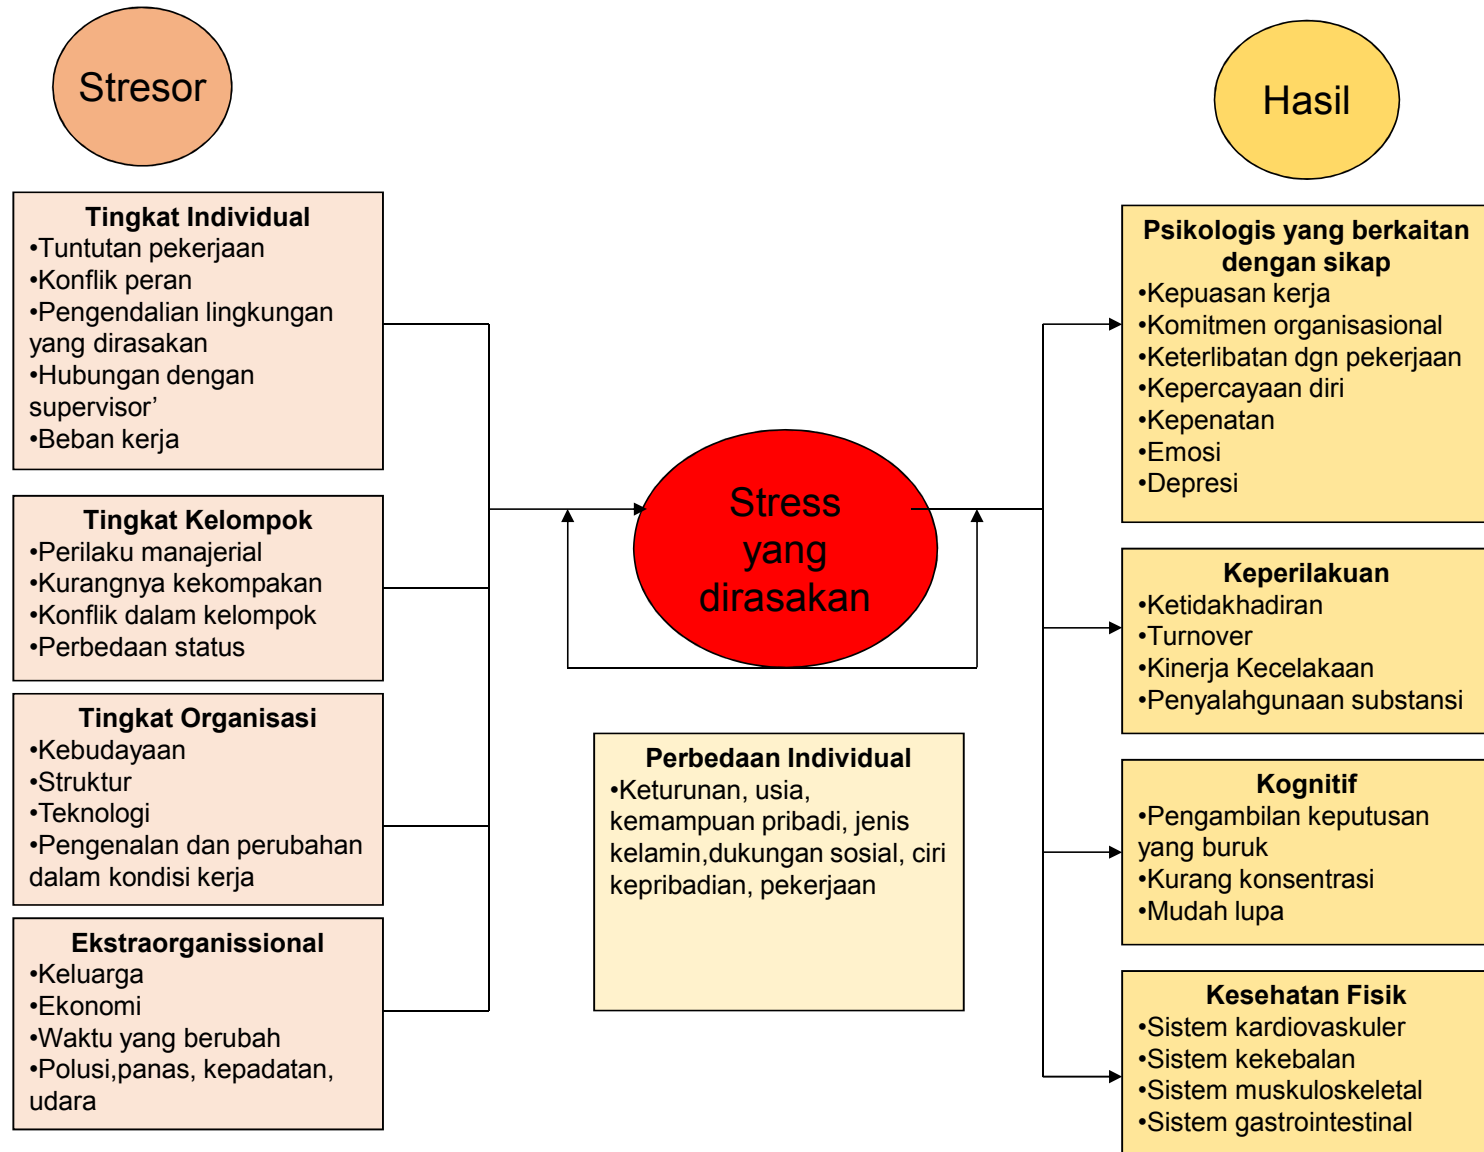 Stresor
Tingkat Individual
•Tuntutan pekerjaan
•Konflik peran
•Pengendalian lingkungan
yang dirasakan
•Hubungan dengan
supervisor’
•Beban kerja
Tingkat Kelompok
•Perilaku manajerial
•Kurangnya kekompakan
•Konflik dalam kelompok
•Perbedaan status
Tingkat Organisasi
•Kebudayaan
•Struktur
•Teknologi
•Pengenalan dan perubahan
dalam kondisi kerja
Ekstraorganissional
•Keluarga
•Ekonomi
•Waktu yang berubah
•Polusi,panas, kepadatan,
udara
Stress
yang
dirasakan
Perbedaan Individual
•Keturunan, usia,
kemampuan pribadi, jenis
kelamin,dukungan sosial, ciri
kepribadian, pekerjaan
Hasil
Psikologis yang berkaitan
dengan sikap
•Kepuasan kerja
•Komitmen organisasional
•Keterlibatan dgn pekerjaan
•Kepercayaan diri
•Kepenatan
•Emosi
•Depresi
Keperilakuan
•Ketidakhadiran
•Turnover
•Kinerja Kecelakaan
•Penyalahgunaan substansi
Kognitif
•Pengambilan keputusan
yang buruk
•Kurang konsentrasi
•Mudah lupa
Kesehatan Fisik
•Sistem kardiovaskuler
•Sistem kekebalan
•Sistem muskuloskeletal
•Sistem gastrointestinal